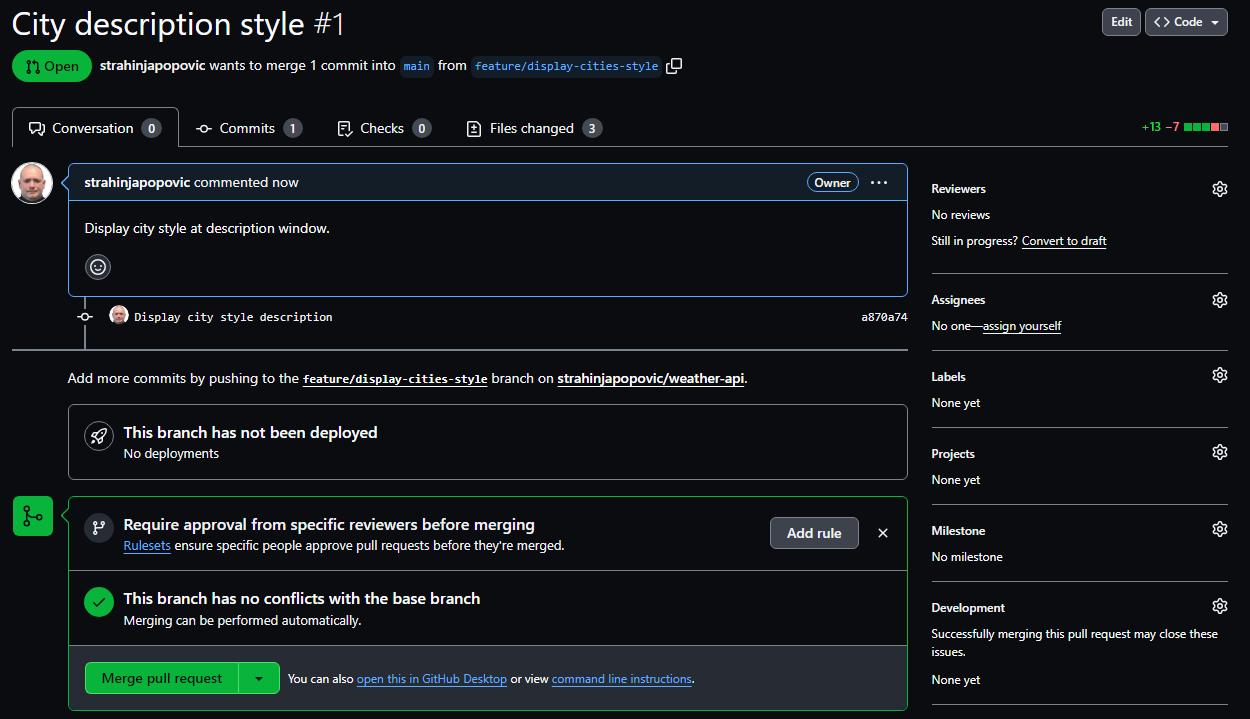 City description style #1
Edit
Code
Open
strahinjapopovic wants to merge 1 commit into main from feature/display-cities-style
Conversation 0
Commits 1
Checks 0
Files changed 3
+13 −7
strahinjapopovic commented now
Owner
Display city style at description window.
Display city style description
a870a74
Add more commits by pushing to the feature/display-cities-style branch on strahinjapopovic/weather-api.
This branch has not been deployed
No deployments
Require approval from specific reviewers before merging
Rulesets ensure specific people approve pull requests before they're merged.
Add rule
This branch has no conflicts with the base branch
Merging can be performed automatically.
Merge pull request
You can also open this in GitHub Desktop or view command line instructions.
Reviewers
No reviews
Still in progress? Convert to draft
Assignees
No one—assign yourself
Labels
None yet
Projects
None yet
Milestone
No milestone
Development
Successfully merging this pull request may close these
issues.
None yet